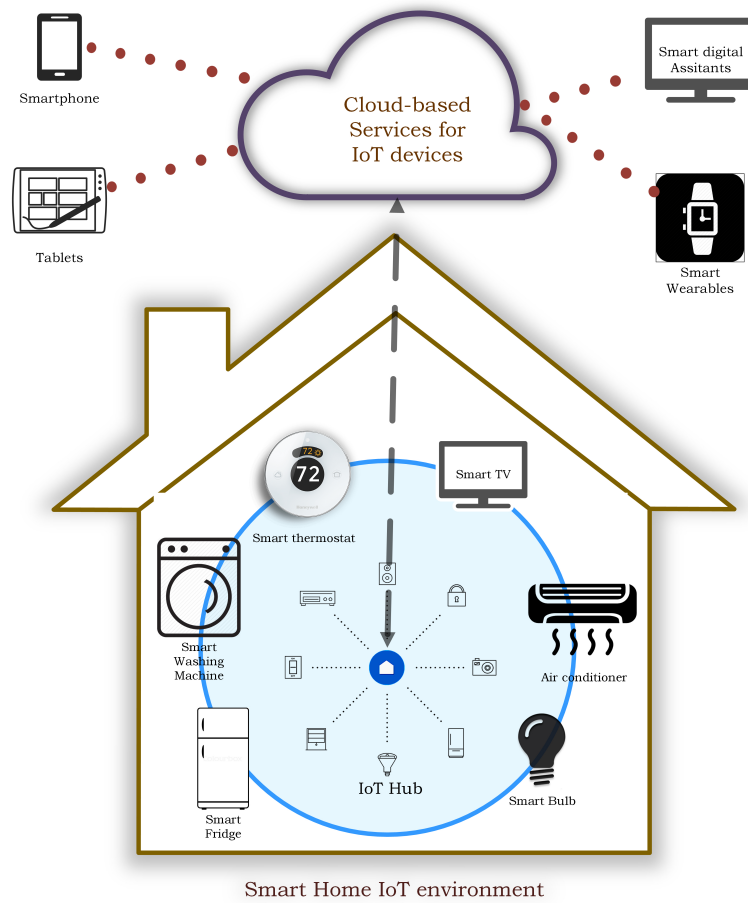 Smartphone
Cloud-based
Services for
IoT devices
Smart digital
Assitants
Tablets
Smart
Wearables
72
72
Smart TV
Smart thermostat
Smart
Washing
Machine
Air conditioner
IoT Hub
Smart Bulb
Smart
Fridge
Smart Home IoT environment